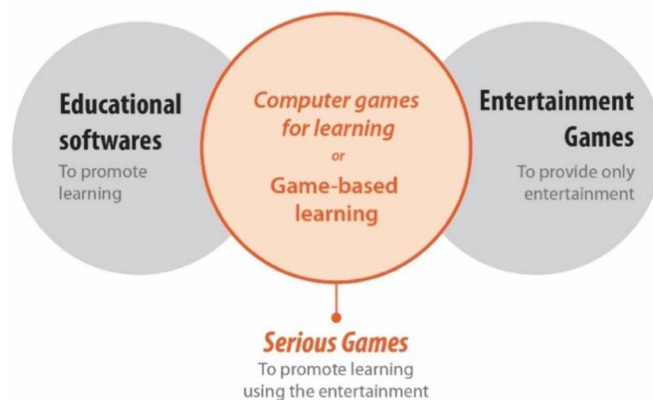 Educational
softwares
To promote
learning
Computer games
for learning
or
Game-based
learning
Entertainment
Games
To provide only
entertainment
Serious Games
To promote learning
using the entertainment